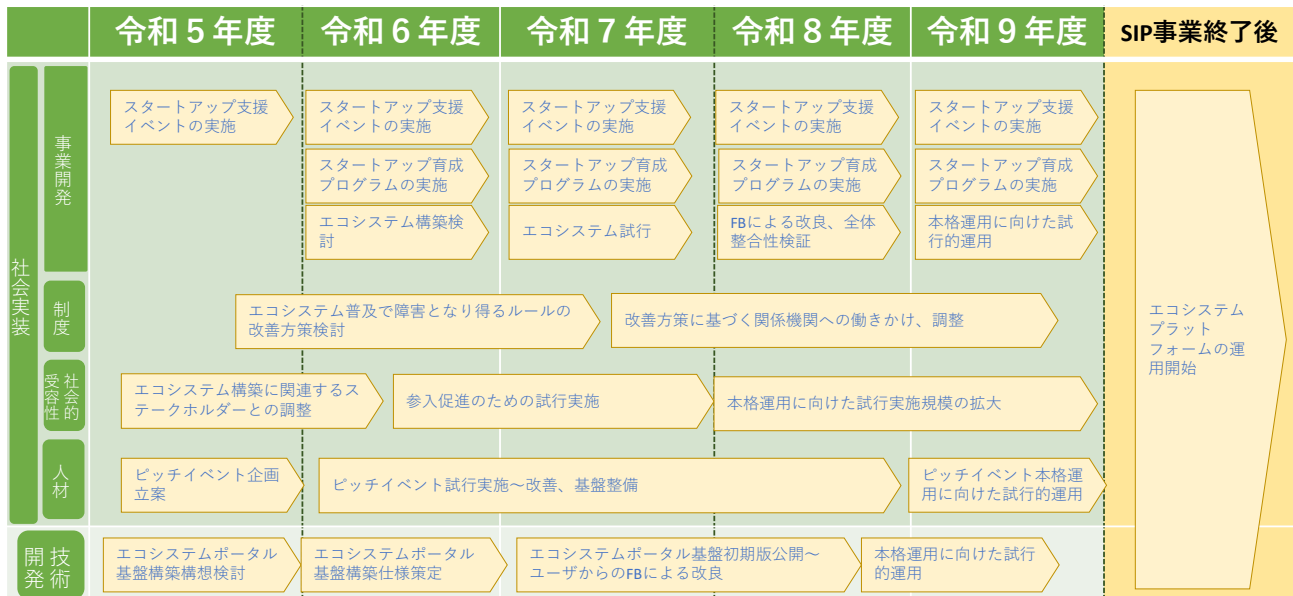 令和５年度
令和６年度
令和７年度
令和８年度
令和９年度
SIP事業終了後
社会実装
事業開発
スタートアップ支援
イベントの実施
スタートアップ支援
イベントの実施
スタートアップ支援
イベントの実施
スタートアップ支援
イベントの実施
スタートアップ支援
イベントの実施
スタートアップ育成
プログラムの実施
スタートアップ育成
プログラムの実施
スタートアップ育成
プログラムの実施
スタートアップ育成
プログラムの実施
エコシステム構築検
討
エコシステム試行
FBによる改良、全体
整合性検証
本格運用に向けた試
行的運用
制度
エコシステム普及で障害となり得るルールの
改善方策検討
改善方策に基づく関係機関への働きかけ、調整
社会的
受容性
エコシステム構築に関連するス
テークホルダーとの調整
参入促進のための試行実施
本格運用に向けた試行実施規模の拡大
人材
ピッチイベント企画
立案
ピッチイベント試行実施～改善、基盤整備
ピッチイベント本格運
用に向けた試行的運用
技術
開発
エコシステムポータル
基盤構築構想検討
エコシステムポータル
基盤構築仕様策定
エコシステムポータル基盤初期版公開～
ユーザからのFBによる改良
本格運用に向けた試行
的運用
エコシステム
プラット
フォームの運
用開始